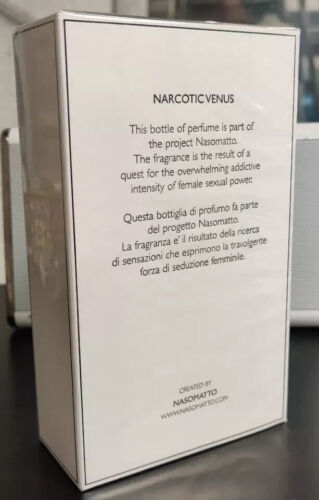 NARCOTIC VENUS
This bottle of perfume is part of
the project Nasomatto.
The fragrance is the result of a
quest for the overwhelming addictive
intensity of female sexual power.
Questa bottiglia di profumo fa parte
del progetto Nasomatto.
La fragranza e' il risultato della ricerca
di sensazioni che esprimono la travolgente
forza di seduzione femminile.
CREATED BY
NASOMATTO
WWW.NASOMATTO.COM